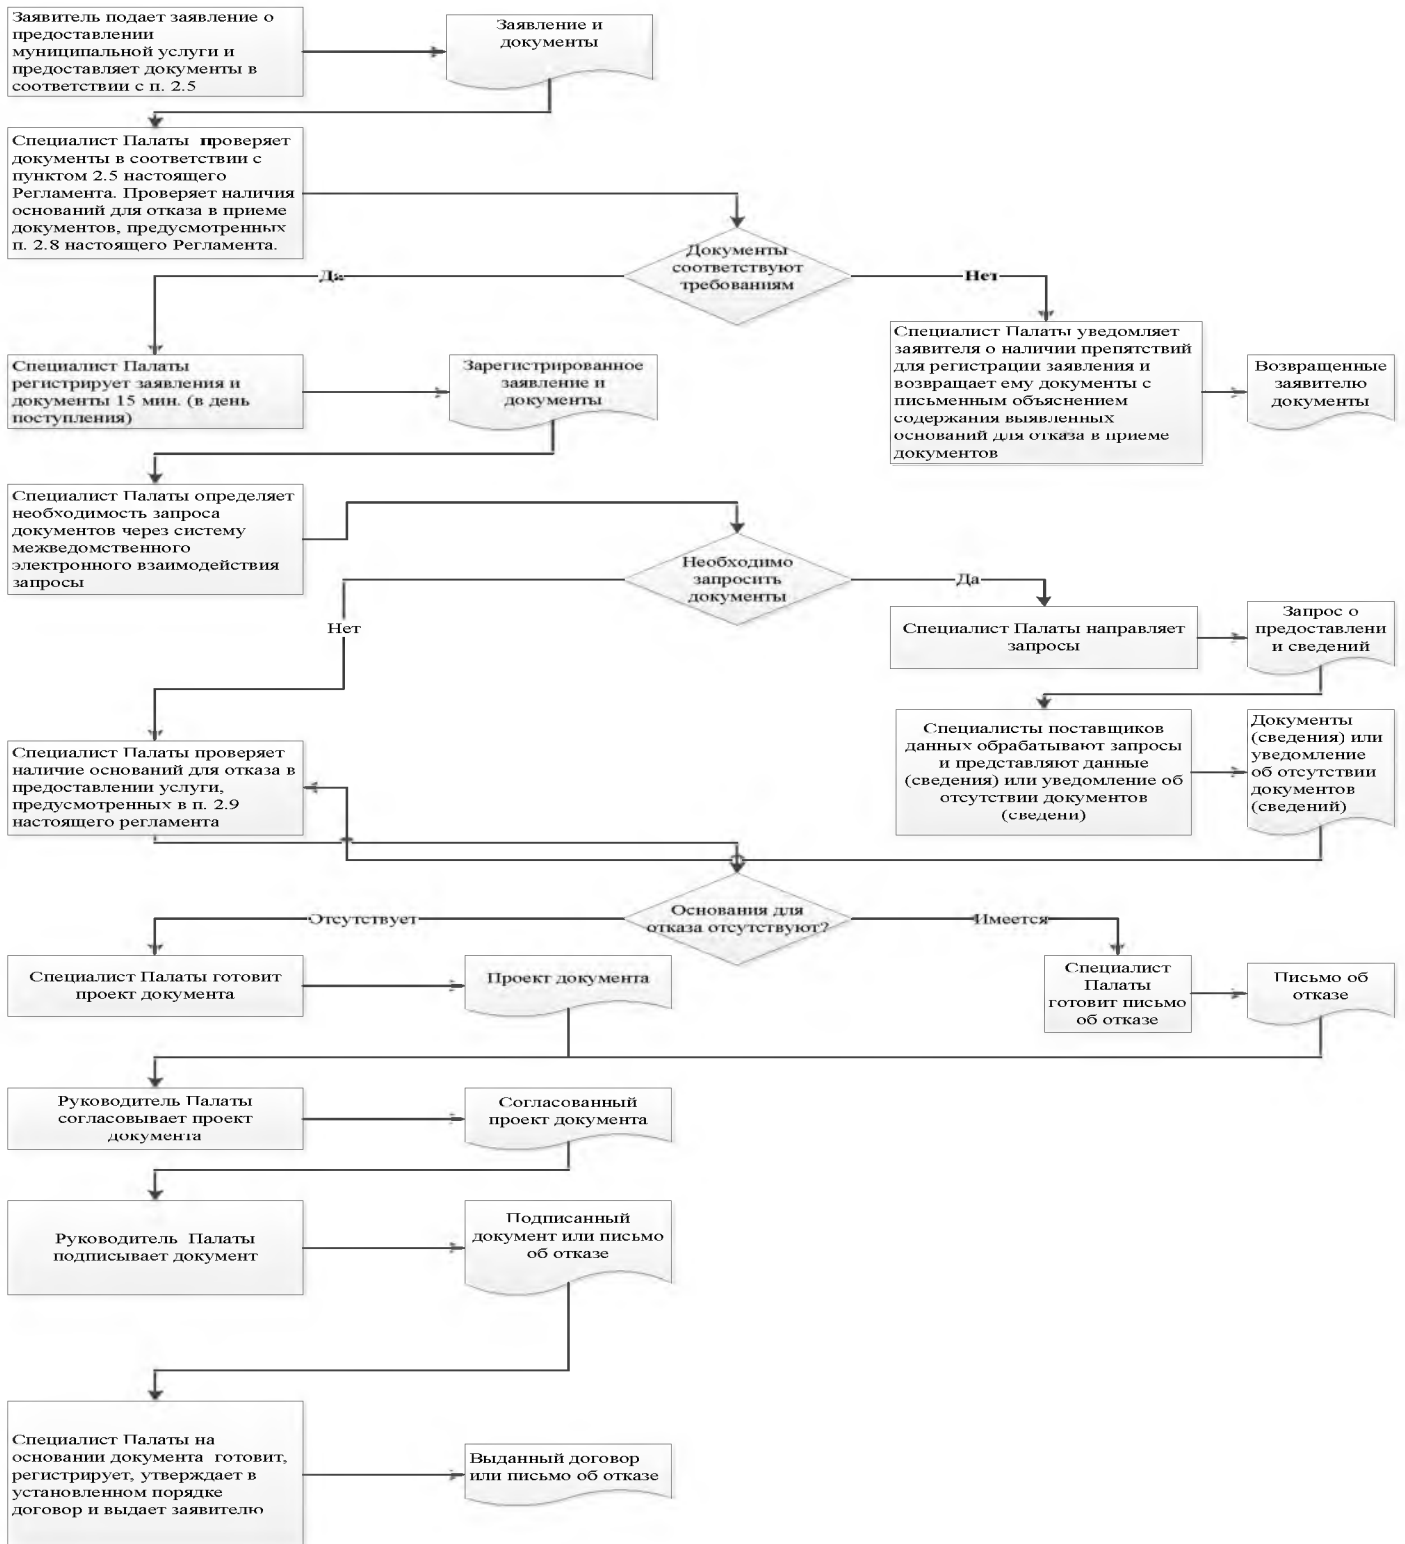 Заявитель подает заявление о
предоставлении
муниципальной услуги и
предоставляет документы в
соответствии с п. 2.5
Заявление и
документы
Специалист Палаты проверяет
документы в соответствии с
пунктом 2.5 настоящего
Регламента. Проверяет наличия
оснований для отказа в приеме
документов, предусмотренных
п. 2.8 настоящего Регламента.
Документы
соответствуют
требованиям
Да
Нет
Специалист Палаты
регистрирует заявления и
документы 15 мин. (в день
поступления)
Зарегистрированное
заявление и
документы
Специалист Палаты уведомляет
заявителя о наличии препятствий
для регистрации заявления и
возвращает ему документы с
письменным объяснением
содержания выявленных
оснований для отказа в приеме
документов
Возвращенные
заявителю
документы
Специалист Палаты определяет
необходимость запроса
документов через систему
межведомственного
электронного взаимодействия
запросы
Необходимо
запросить
документы
Да
Нет
Специалист Палаты направляет
запросы
Запрос о
предоставлени
и сведений
Специалисты поставщиков
данных обрабатывают запросы
и представляют данные
(сведения) или уведомление об
отсутствии документов
(сведени)
Документы
(сведения) или
уведомление
об отсутствии
документов
(сведений)
Специалист Палаты проверяет
наличие оснований для отказа в
предоставлении услуги,
предусмотренных в п. 2.9
настоящего регламента
Основания для
отказа отсутствуют?
Отсутствует
Имеется
Специалист Палаты готовит
проект документа
Проект документа
Специалист
Палаты
готовит письмо
об отказе
Письмо об
отказе
Руководитель Палаты
согласовывает проект
документа
Согласованный
проект документа
Руководитель Палаты
подписывает документ
Подписанный
документ или письмо
об отказе
Специалист Палаты на
основании документа готовит,
регистрирует, утверждает в
установленном порядке
договор и выдает заявителю
Выданный договор
или письмо об отказе